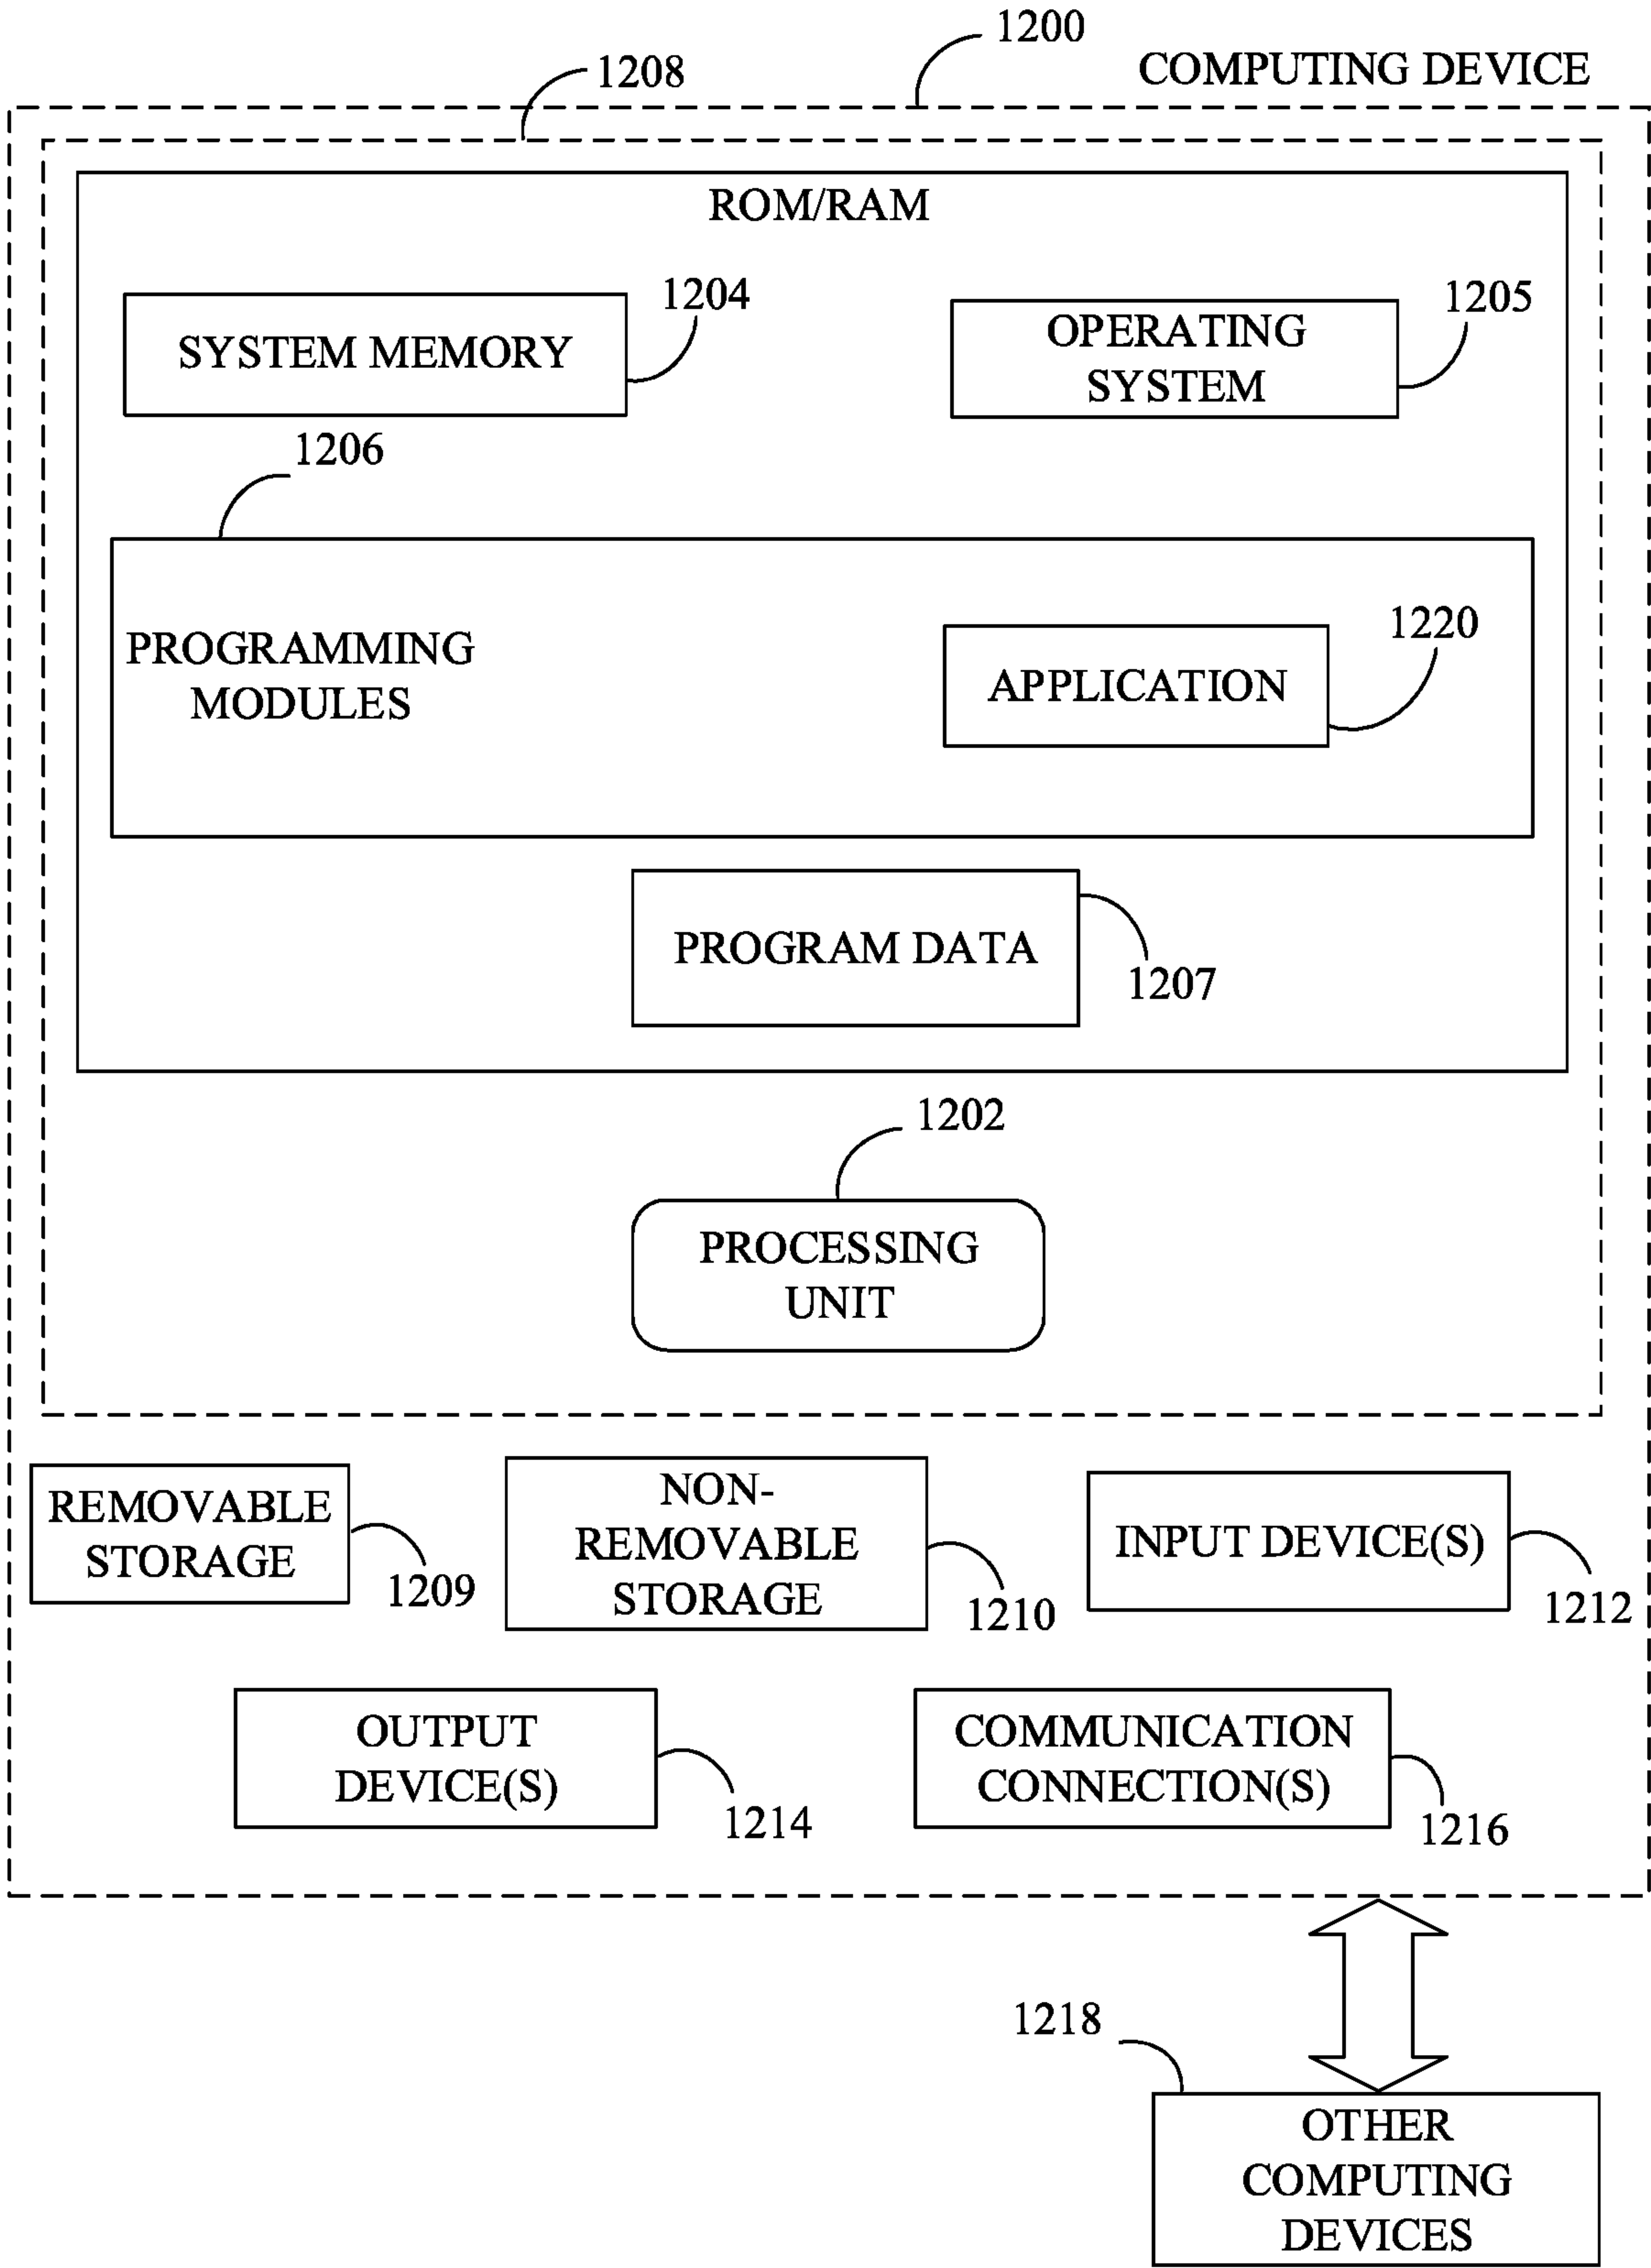 1200
COMPUTING DEVICE
1208
ROM/RAM
1204
SYSTEM MEMORY
1205
OPERATING
SYSTEM
1206
PROGRAMMING
MODULES
1220
APPLICATION
PROGRAM DATA
1207
1202
PROCESSING
UNIT
REMOVABLE
STORAGE
1209
NON-
REMOVABLE
STORAGE
1210
INPUT DEVICE(S)
1212
OUTPUT
DEVICE(S)
1214
COMMUNICATION
CONNECTION(S)
1216
1218
OTHER
COMPUTING
DEVICES